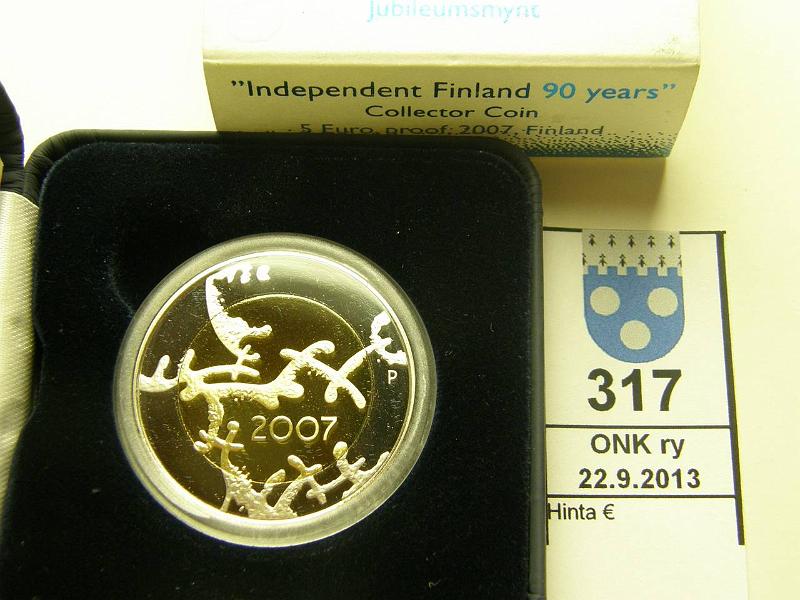 Jubileumsmynt
”Independent Finland 90 years”
Collector Coin
5 Euro, proof, 2007, Finland
P
2007
317
ONK ry
22.9.2013
Hinta €